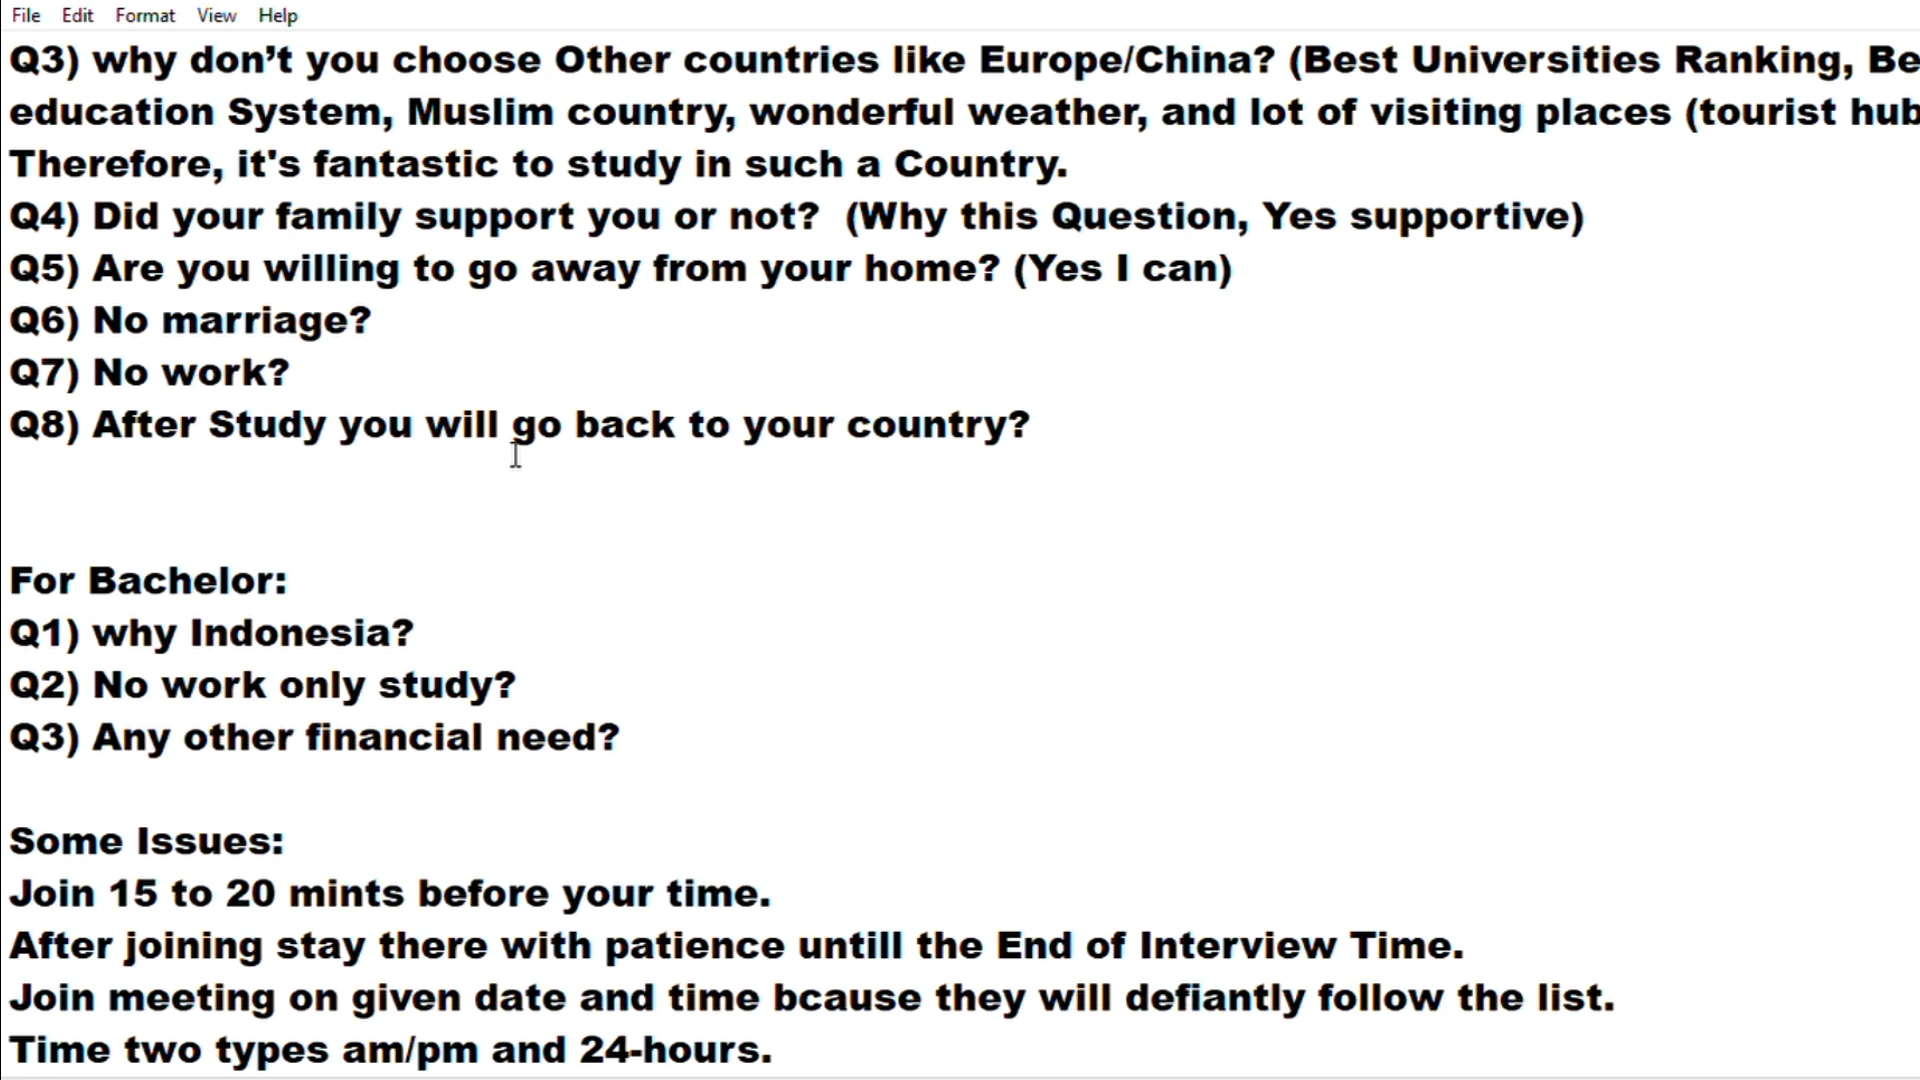 File Edit Format View Help
Q3) why don’t you choose Other countries like Europe/China? (Best Universities Ranking,
education System, Muslim country, wonderful weather, and lot of visiting places (tourist hub
Therefore, it's fantastic to study in such a Country.
Q4) Did your family support you or not?  (Why this Question, Yes supportive)
Q5) Are you willing to go away from your home? (Yes I can)
Q6) No marriage?
Q7) No work?
Q8) After Study you will go back to your country?
For Bachelor:
Q1) why Indonesia?
Q2) No work only study?
Q3) Any other financial need?
Some Issues:
Join 15 to 20 mints before your time.
After joining stay there with patience untill the End of Interview Time.
Join meeting on given date and time bcause they will defiantly follow the list.
Time two types am/pm and 24-hours.